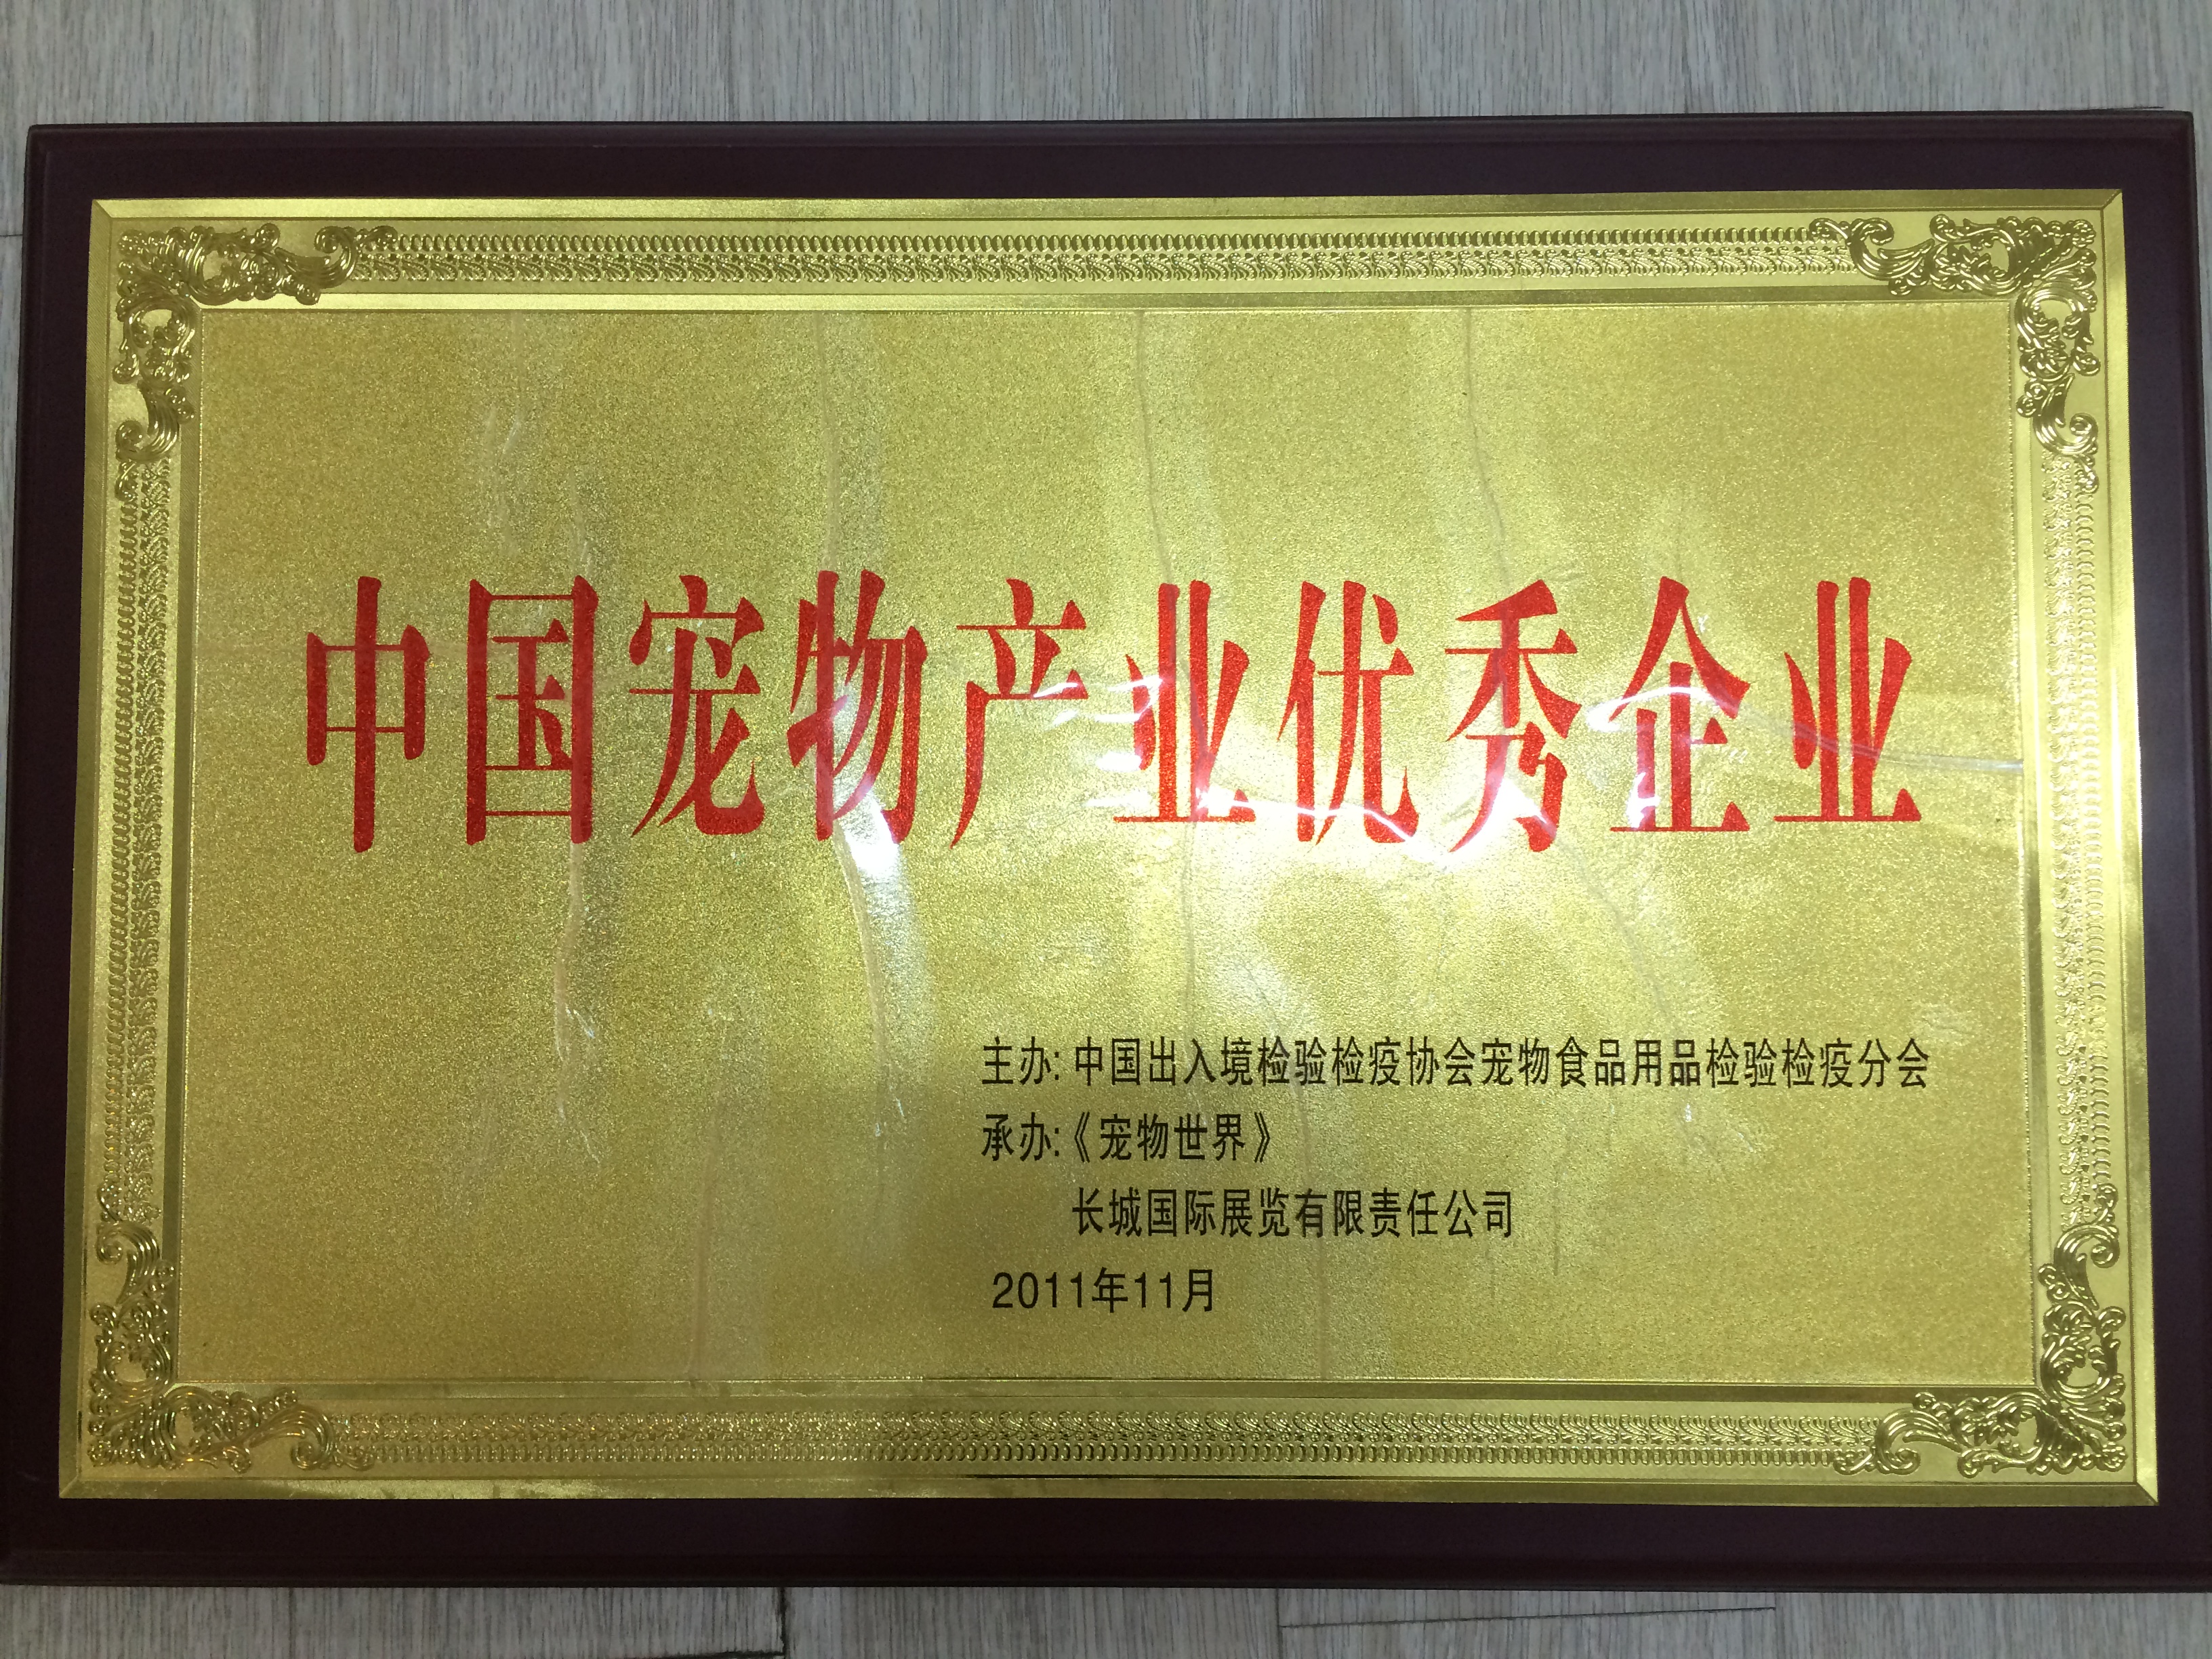 中国宠物产业优秀企业
主办:中国出入境检验检疫协会宠物食品用品检验检疫分会
承办:《宠物世界》
长城国际展览有限责任公司
2011年11月